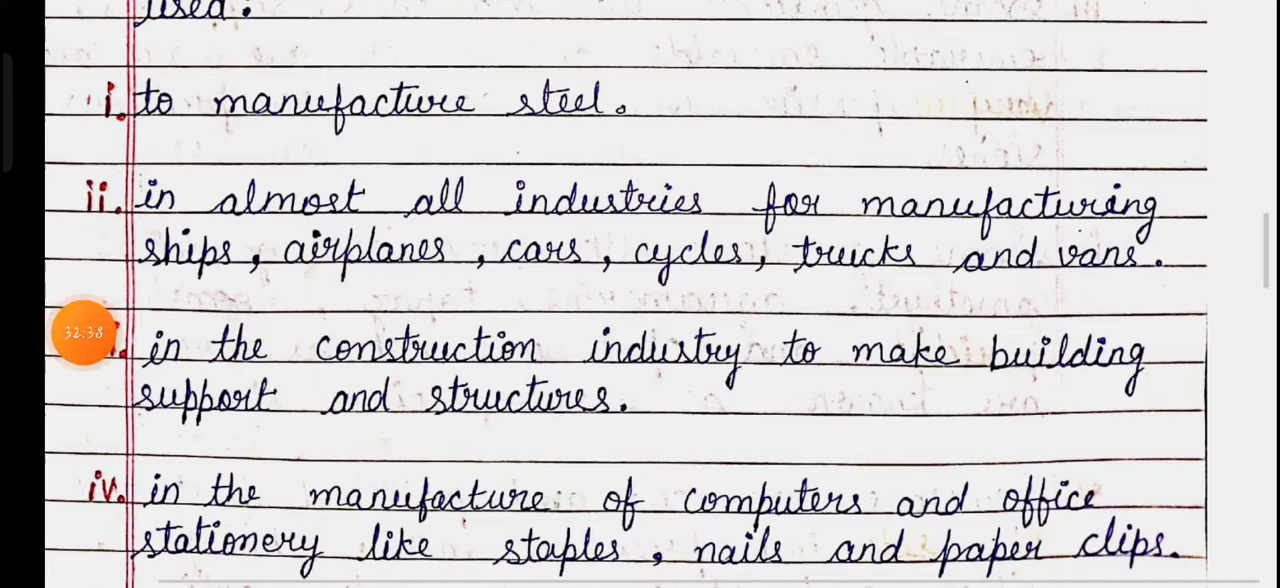 used:
i. to manufacture steel.
ii. in almost all industries for manufacturing
ships, airplanes, cars, cycles, trucks and vans.
32:38
in the construction industry to make building
support and structures.
iv. in the manufacture of computers and office
stationery like staples, nails and paper clips.